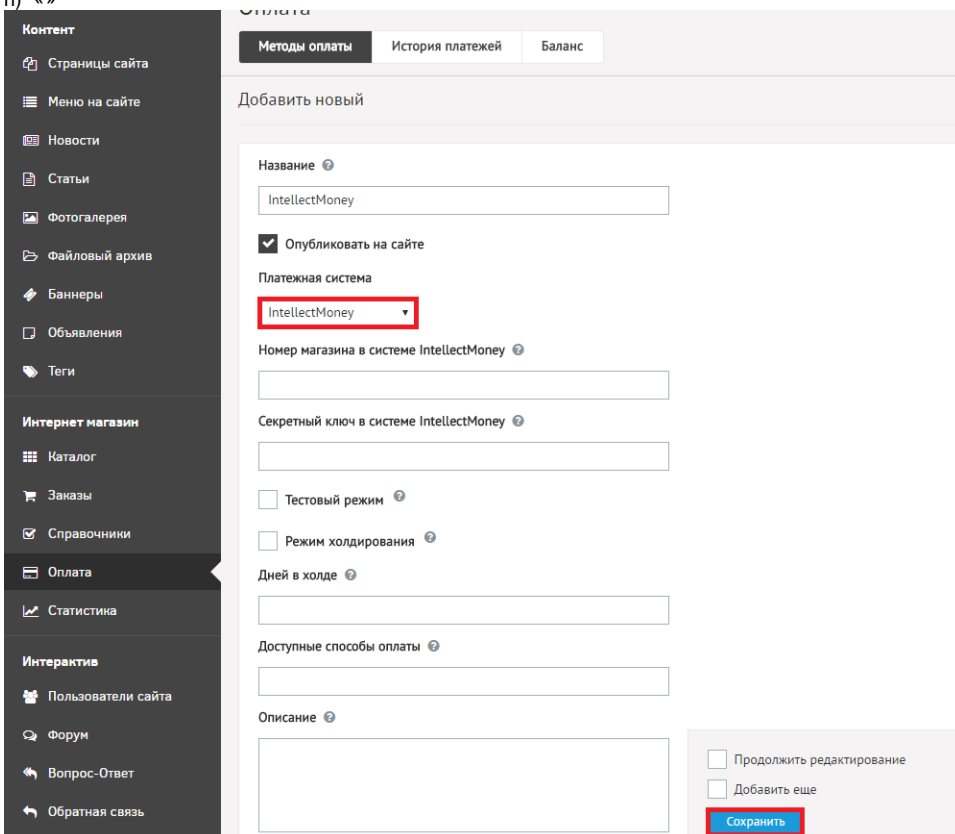 п) «»
Оплата
Контент
Страницы сайта
Меню на сайте
Новости
Статьи
Фотогалерея
Файловый архив
Баннеры
Объявления
Теги
Интернет магазин
Каталог
Заказы
Справочники
Оплата
Статистика
Интерактив
Пользователи сайта
Форум
Вопрос-Ответ
Обратная связь
Методы оплаты
История платежей
Баланс
Добавить новый
Название
IntellectMoney
Опубликовать на сайте
Платежная система
IntellectMoney
Номер магазина в системе IntellectMoney
Секретный ключ в системе IntellectMoney
Тестовый режим
Режим холдирования
Дней в холде
Доступные способы оплаты
Описание
Продолжить редактирование
Добавить еще
Сохранить